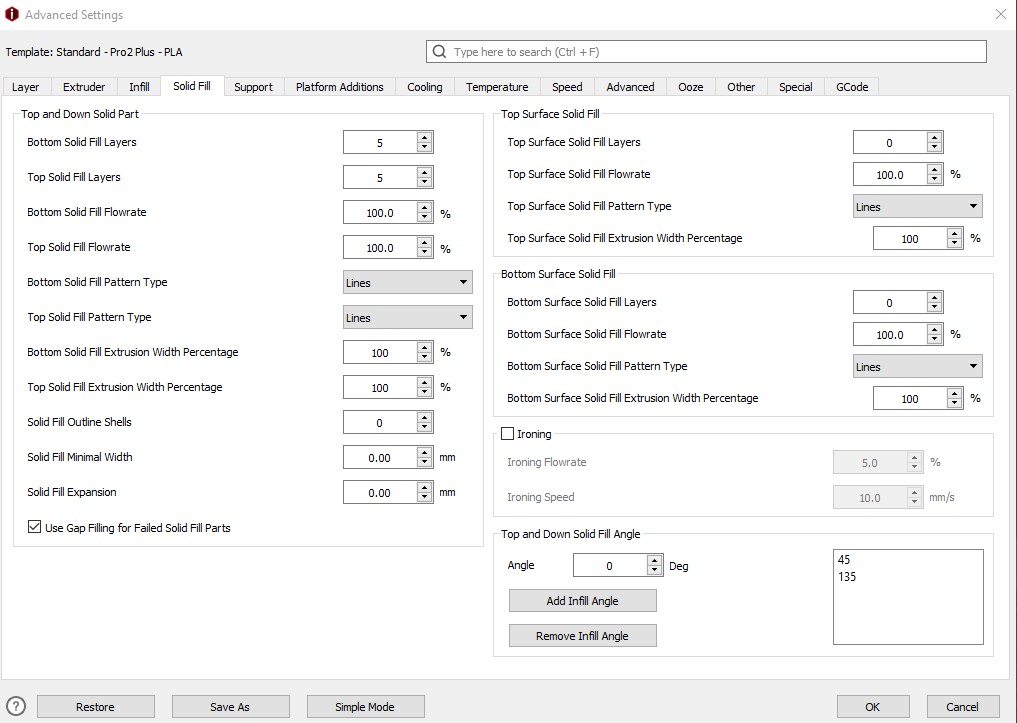 Advanced Settings
Template: Standard - Pro2 Plus - PLA
Type here to search (Ctrl + F)
Layer Extruder Infill Solid Fill Support Platform Additions Cooling Temperature Speed Advanced Ooze Other Special GCode
Top and Down Solid Part
Bottom Solid Fill Layers 5
Top Solid Fill Layers 5
Bottom Solid Fill Flowrate 100.0 %
Top Solid Fill Flowrate 100.0 %
Bottom Solid Fill Pattern Type Lines
Top Solid Fill Pattern Type Lines
Bottom Solid Fill Extrusion Width Percentage 100 %
Top Solid Fill Extrusion Width Percentage 100 %
Solid Fill Outline Shells 0
Solid Fill Minimal Width 0.00 mm
Solid Fill Expansion 0.00 mm
Use Gap Filling for Failed Solid Fill Parts
Top Surface Solid Fill
Top Surface Solid Fill Layers 0
Top Surface Solid Fill Flowrate 100.0 %
Top Surface Solid Fill Pattern Type Lines
Top Surface Solid Fill Extrusion Width Percentage 100 %
Bottom Surface Solid Fill
Bottom Surface Solid Fill Layers 0
Bottom Surface Solid Fill Flowrate 100.0 %
Bottom Surface Solid Fill Pattern Type Lines
Bottom Surface Solid Fill Extrusion Width Percentage 100 %
Ironing
Ironing Flowrate 5.0 %
Ironing Speed 10.0 mm/s
Top and Down Solid Fill Angle
Angle 0 Deg
Add Infill Angle
Remove Infill Angle
45
135
? Restore Save As Simple Mode OK Cancel